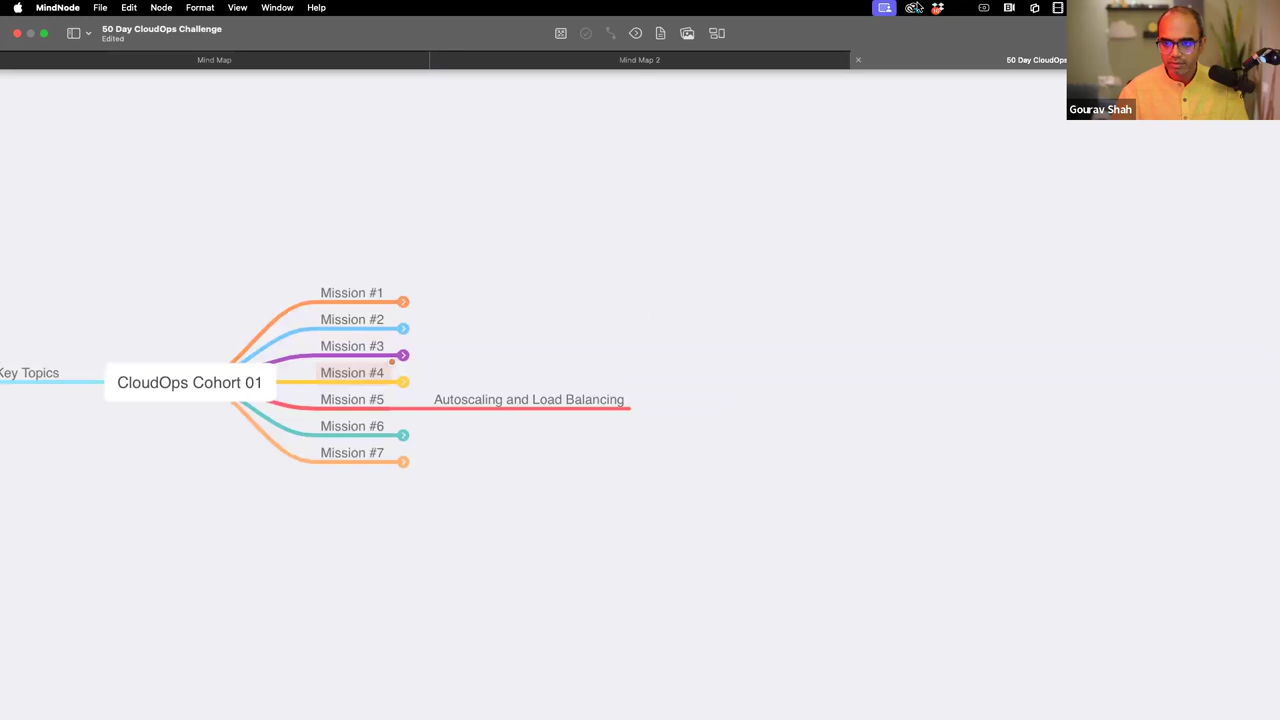 MindNode File Edit Node Format View Window Help
50 Day CloudOps Challenge
Edited
Mind Map
Mind Map 2
50 Day CloudOps
Gourav Shah
Mission #1
Mission #2
Mission #3
Key Topics
CloudOps Cohort 01
Mission #4
Mission #5
Autoscaling and Load Balancing
Mission #6
Mission #7